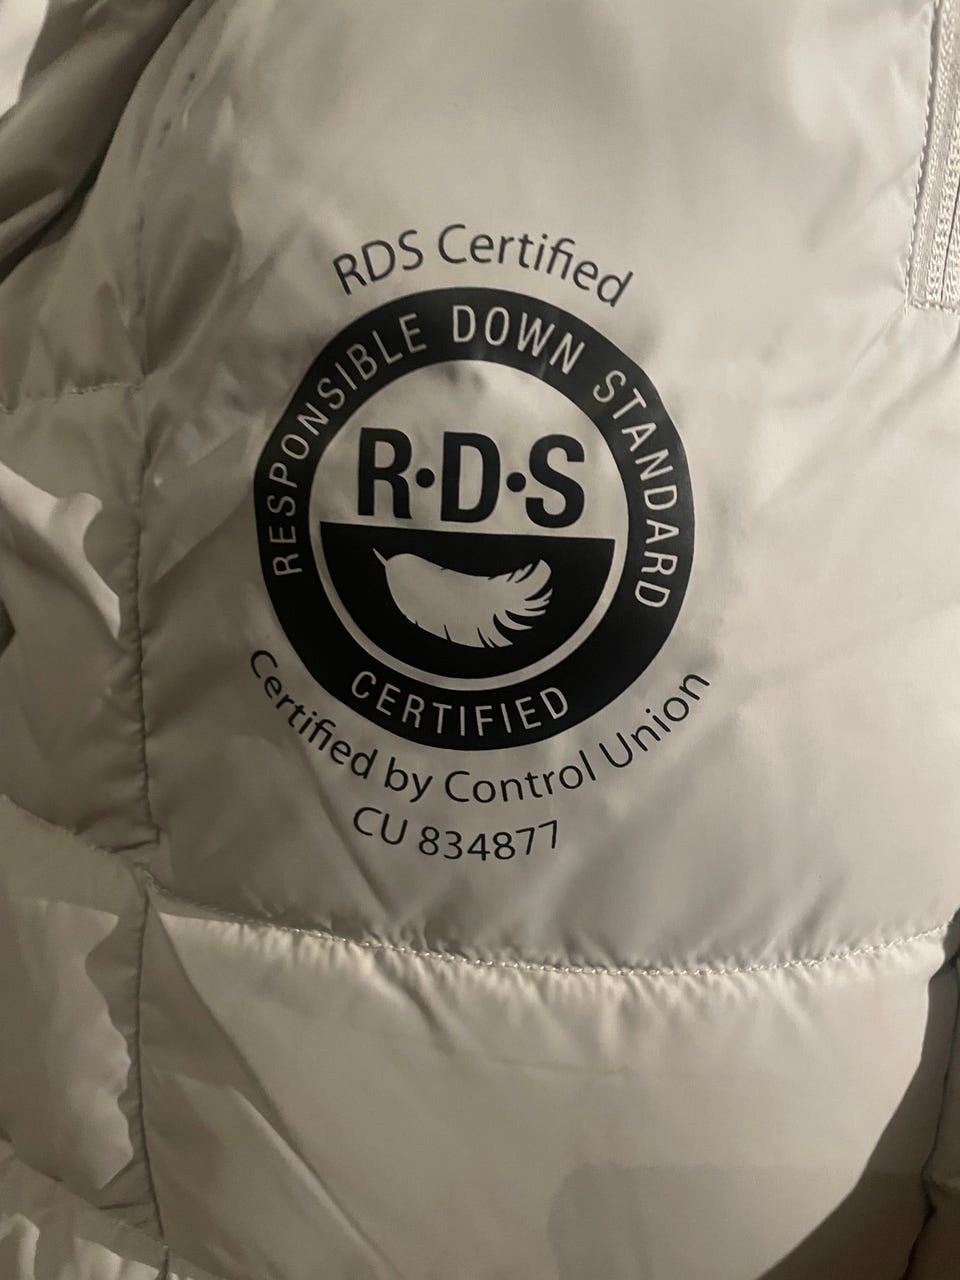 RDS Certified
RESPONSIBLE DOWN STANDARD
R·D·S
CERTIFIED
Certified by Control Union
CU 834877